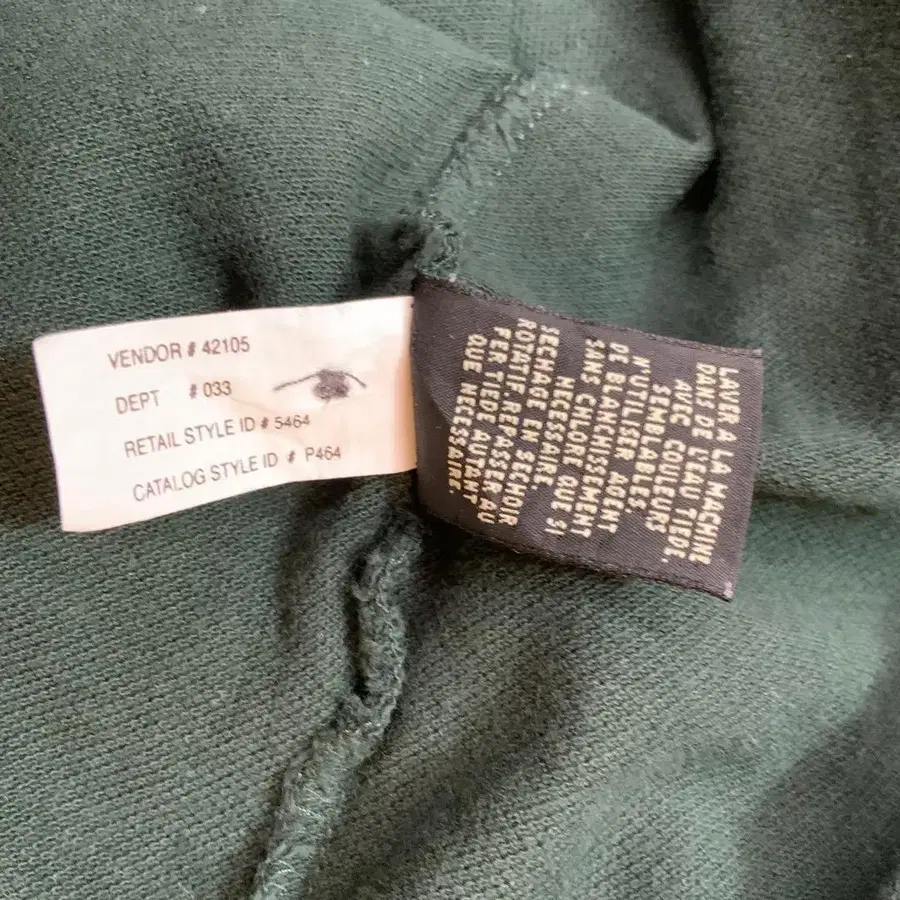 VENDOR # 42105
DEPT # 033
RETAIL STYLE ID # 5464
CATALOG STYLE ID # P464
LAVER A LA MACHINE
DANS DE L'EAU TIEDE,
AVEC COULEURS
SEMBLABLES.
N'UTILISER AGENT
DE BLANCHISSEMENT
SANS CHLORE QUE SI
NECESSAIRE.
SECHAGE EN SECHOIR
ROTATIF. REPASSER AU
FER TIEDE AUTANT
QUE NECESSAIRE.